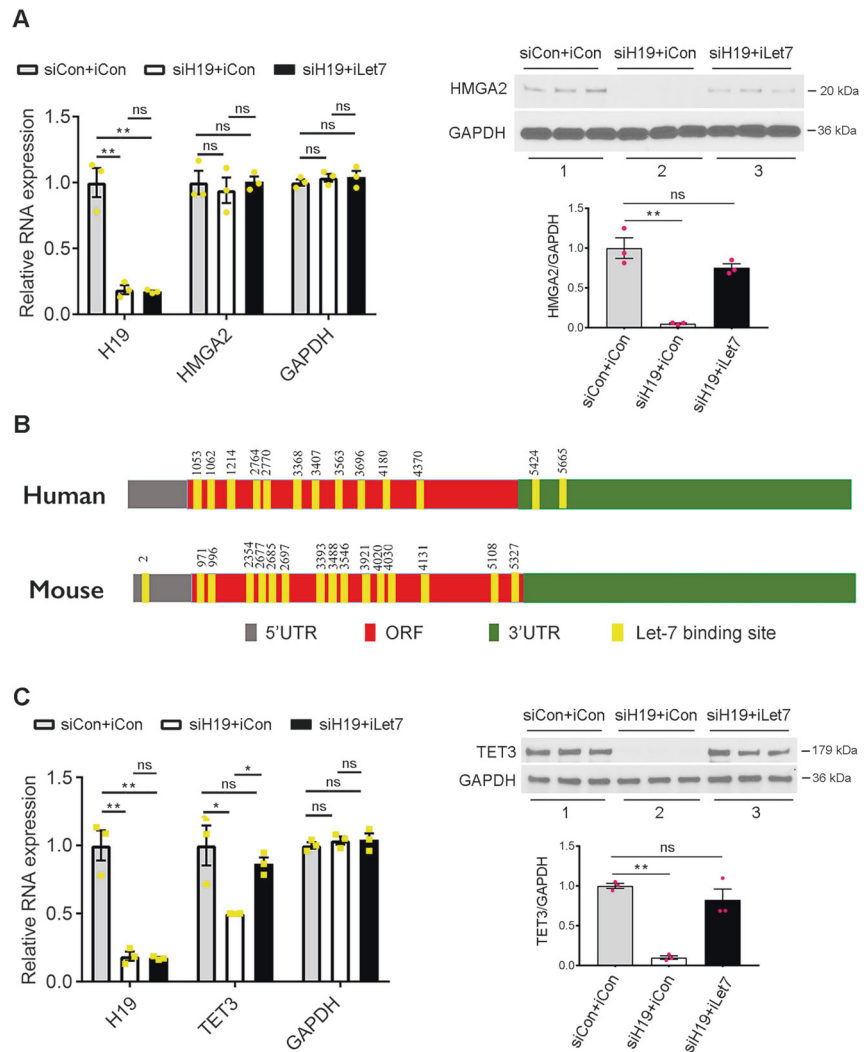 A
siCon+iCon siH19+iCon siH19+iLet7
Relative RNA expression
1.5
1.0
0.5
0.0
ns
**
**
ns
ns
ns
ns
ns
ns
H19
HMGA2
GAPDH
siCon+iCon siH19+iCon siH19+iLet7
HMGA2
20 kDa
GAPDH
36 kDa
1 2 3
HMGA2/GAPDH
1.5
1.0
0.5
0.0
ns
**
siCon+iCon
siH19+iCon
siH19+iLet7
B
1053 1062 1214 2764 2770 3368 3407 3563 3696 4180 4370 5424 5665
Human
2 971 996 2354 2677 2685 2697 3393 3488 3546 3921 4020 4030 4131 5108 5327
Mouse
5'UTR ORF 3'UTR Let-7 binding site
C
siCon+iCon siH19+iCon siH19+iLet7
Relative RNA expression
1.5
1.0
0.5
0.0
ns
**
**
*
ns
*
ns
ns
ns
H19
TET3
GAPDH
siCon+iCon siH19+iCon siH19+iLet7
TET3
179 kDa
GAPDH
36 kDa
1 2 3
TET3/GAPDH
1.5
1.0
0.5
0.0
ns
**
siCon+iCon
siH19+iCon
siH19+iLet7